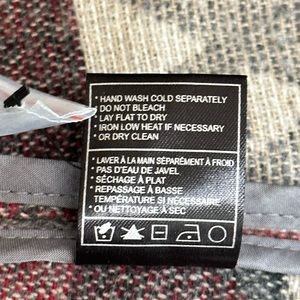 * HAND WASH COLD SEPARATELY
* DO NOT BLEACH
* LAY FLAT TO DRY
* IRON LOW HEAT IF NECESSARY
* OR DRY CLEAN
* LAVER À LA MAIN SÉPARÉMENT À FROID
* PAS D'EAU DE JAVEL
* SÉCHAGE À PLAT
* REPASSAGE À BASSE
TEMPÉRATURE SI NÉCESSAIRE
* OU NETTOYAGE À SEC